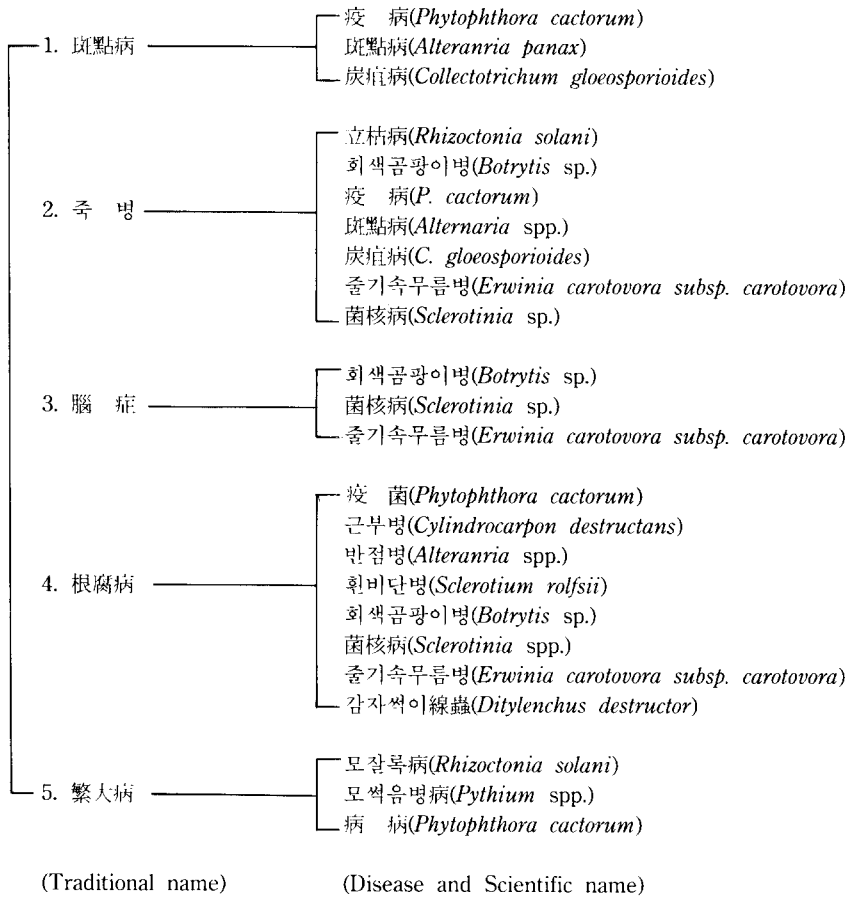 疫 病(Phytophthora cactorum)
1. 斑點病
斑點病(Alteranria panax)
炭疽病(Collectotrichum gloeosporioides)
立枯病(Rhizoctonia solani)
회색곰팡이병(Botrytis sp.)
2. 죽 병
疫 病(P. cactorum)
斑點病(Alternaria spp.)
炭疽病(C. gloeosporioides)
줄기속무름병(Erwinia carotovora subsp. carotovora)
菌核病(Sclerotinia sp.)
회색곰팡이병(Botrytis sp.)
3. 腦 症
菌核病(Sclerotinia sp.)
줄기속무름병(Erwinia carotovora subsp. carotovora)
疫 菌(Phytophthora cactorum)
근부병(Cylindrocarpon destructans)
반점병(Alteranria spp.)
4. 根腐病
흰비단병(Sclerotium rolfsii)
회색곰팡이병(Botrytis sp.)
菌核病(Sclerotinia spp.)
줄기속무름병(Erwinia carotovora subsp. carotovora)
감자썩이線蟲(Ditylenchus destructor)
모잘록病(Rhizoctonia solani)
5. 繁大病
모썩음병病(Pythium spp.)
病 病(Phytophthora cactorum)
(Traditional name) (Disease and Scientific name)